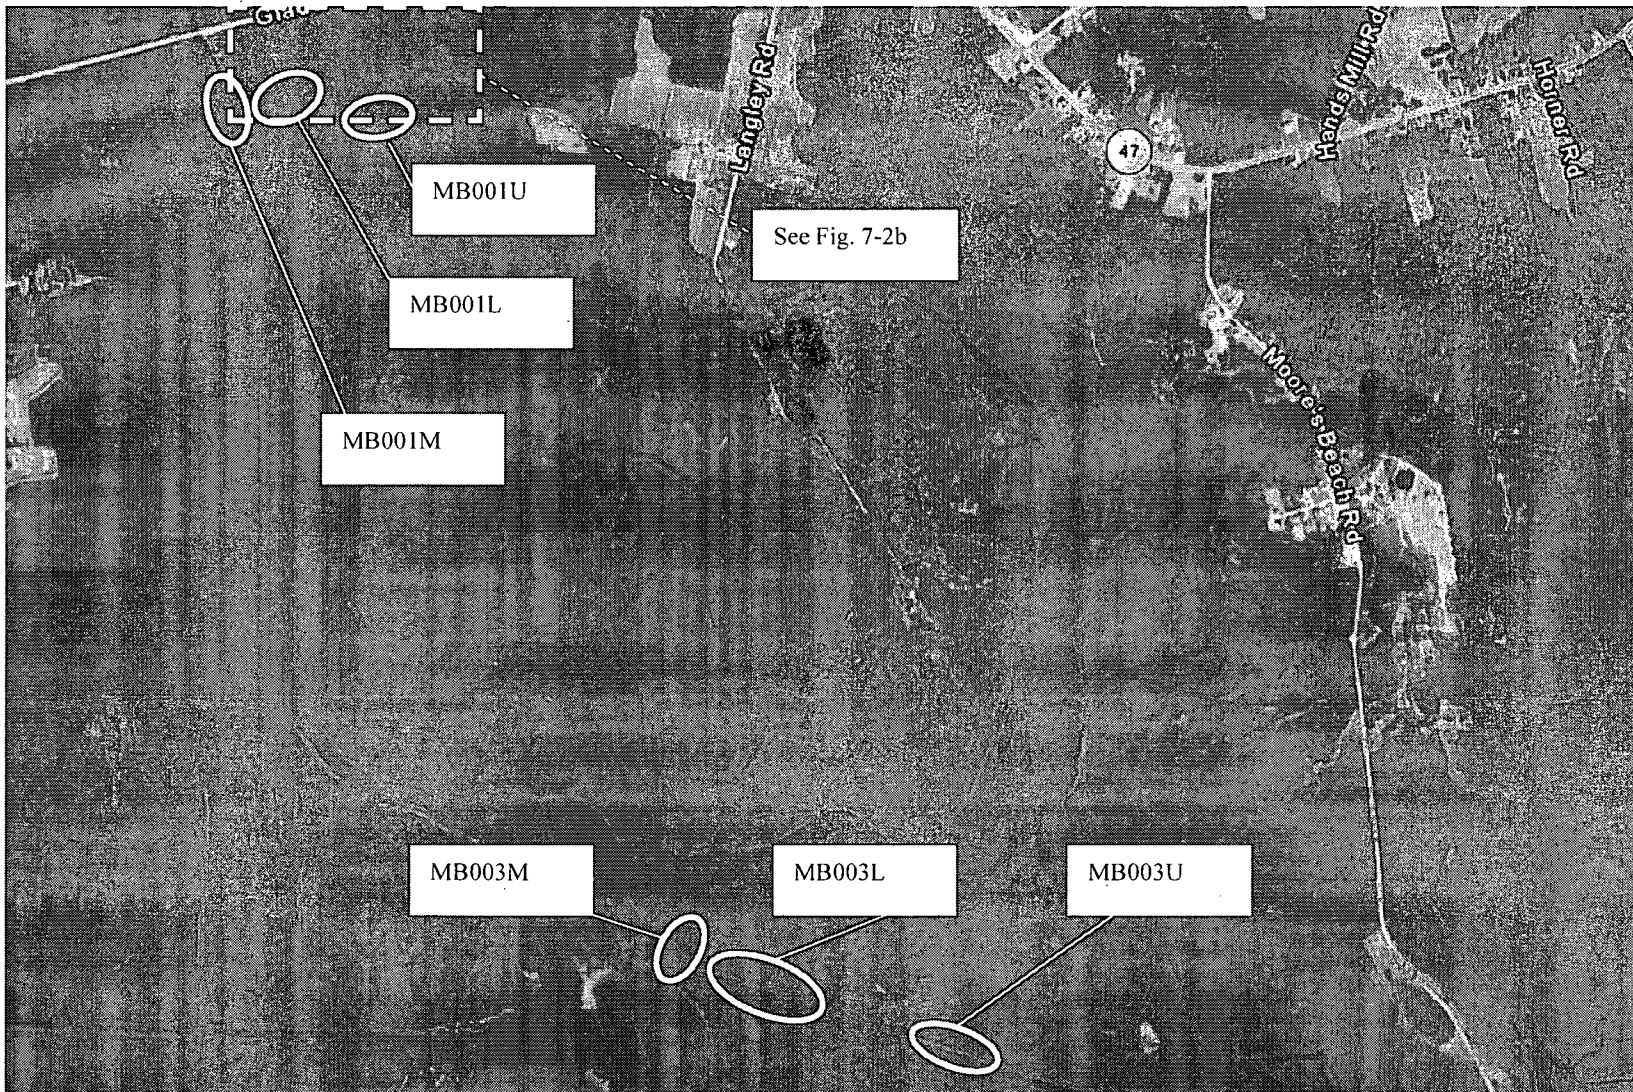 Langley Rd
Hands Mill Rd
Horner Rd
47
MB001U
See Fig. 7-2b
MB001L
MB001M
Moore's Beach Rd
MB003M
MB003L
MB003U